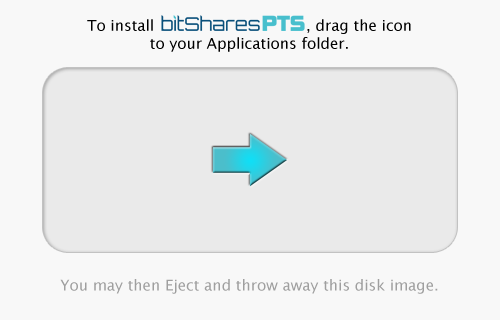 To install bitSharesPTS, drag the icon
to your Applications folder.
You may then Eject and throw away this disk image.